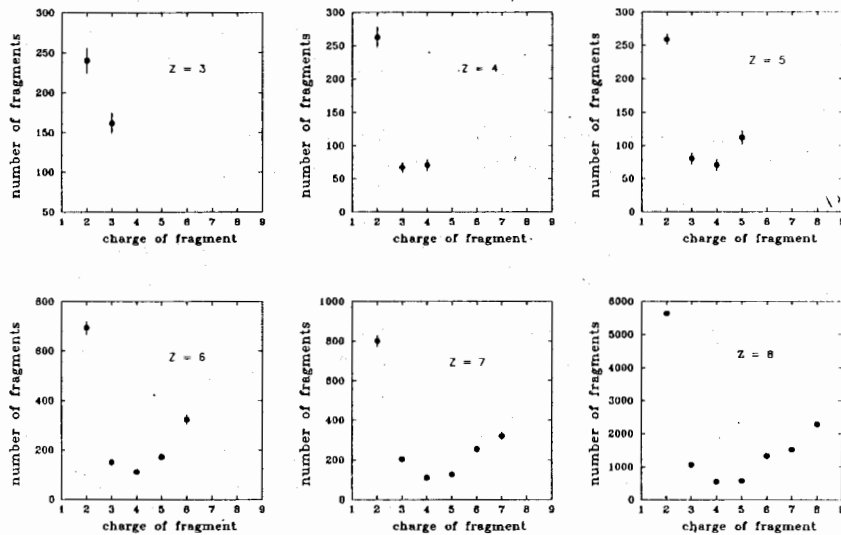 number of fragments
300
250
200
150
100
50
Z = 3
1 2 3 4 5 6 7 8 9
charge of fragment
number of fragments
300
250
200
150
100
50
0
Z = 4
1 2 3 4 5 6 7 8 9
charge of fragment
number of fragments
300
250
200
150
100
50
0
Z = 5
1 2 3 4 5 6 7 8 9
charge of fragment
number of fragments
800
600
400
200
0
Z = 6
1 2 3 4 5 6 7 8 9
charge of fragment
number of fragments
1000
800
600
400
200
0
Z = 7
1 2 3 4 5 6 7 8 9
charge of fragment
number of fragments
6000
5000
4000
3000
2000
1000
0
Z = 8
1 2 3 4 5 6 7 8 9
charge of fragment